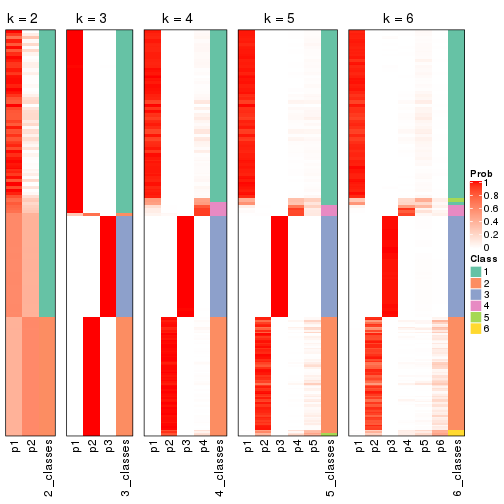 k = 2
k = 3
k = 4
k = 5
k = 6
Prob
1
0.8
0.6
0.4
0.2
0
Class
1
2
3
4
5
6
p1
p2
2_classes
p1
p2
p3
3_classes
p1
p2
p3
p4
4_classes
p1
p2
p3
p4
p5
5_classes
p1
p2
p3
p4
p5
p6
6_classes